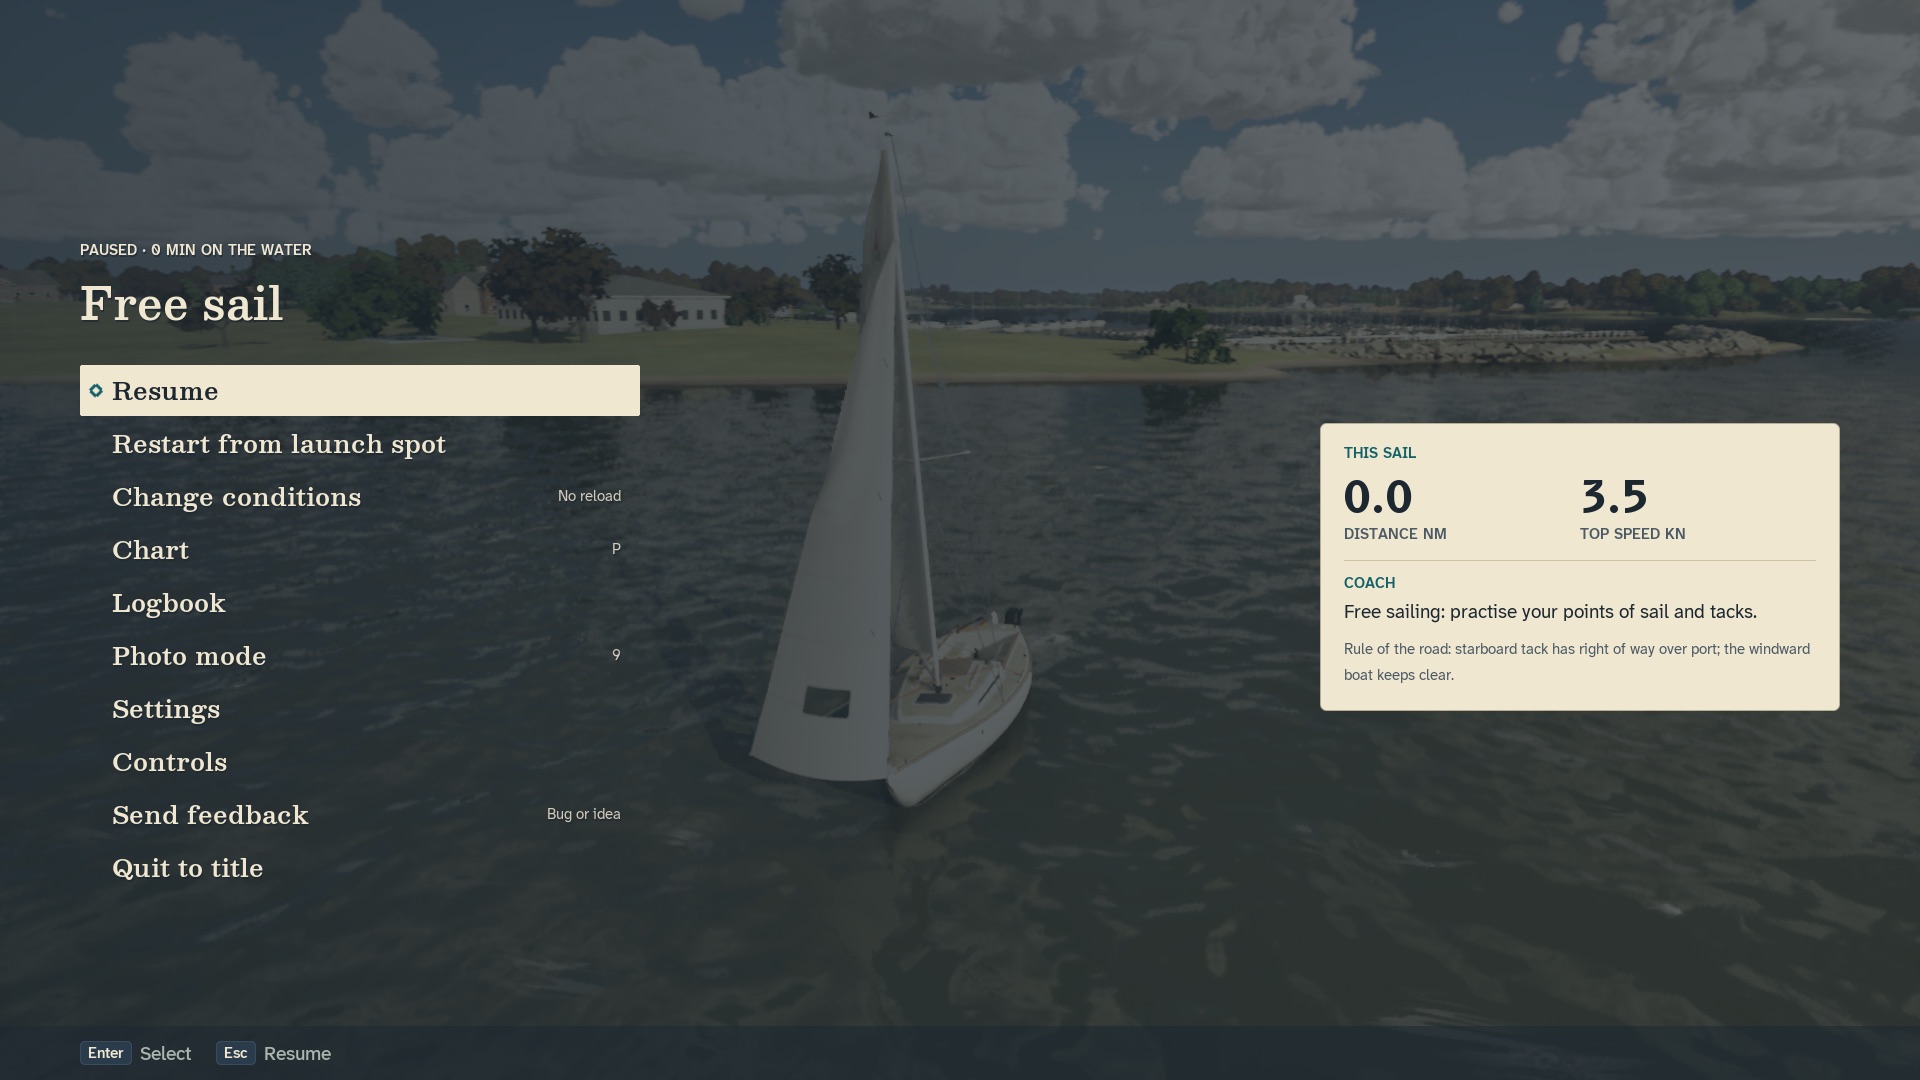 PAUSED · 0 MIN ON THE WATER
Free sail
Resume
Restart from launch spot
Change conditions No reload
Chart P
Logbook
Photo mode 9
Settings
Controls
Send feedback Bug or idea
Quit to title
THIS SAIL
0.0 3.5
DISTANCE NM TOP SPEED KN
COACH
Free sailing: practise your points of sail and tacks.
Rule of the road: starboard tack has right of way over port; the windward
boat keeps clear.
Enter Select Esc Resume